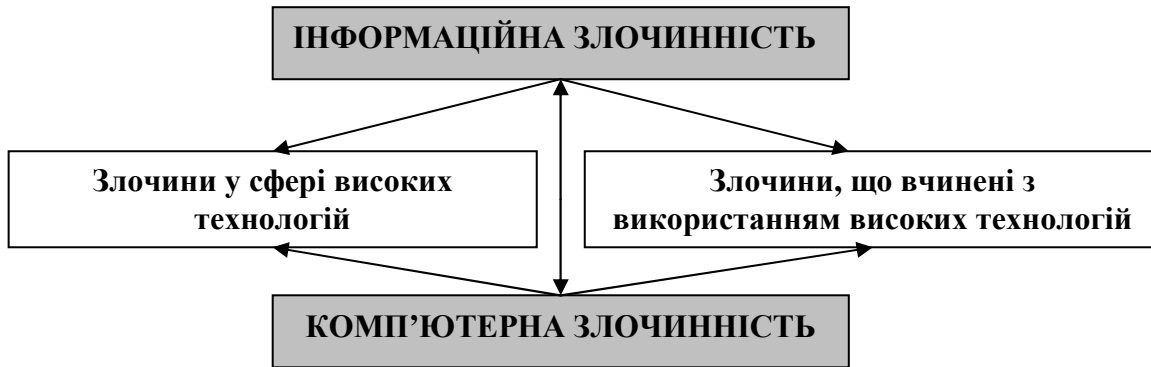 ІНФОРМАЦІЙНА ЗЛОЧИННІСТЬ
Злочини у сфері високих
технологій
Злочини, що вчинені з
використанням високих технологій
КОМП’ЮТЕРНА ЗЛОЧИННІСТЬ